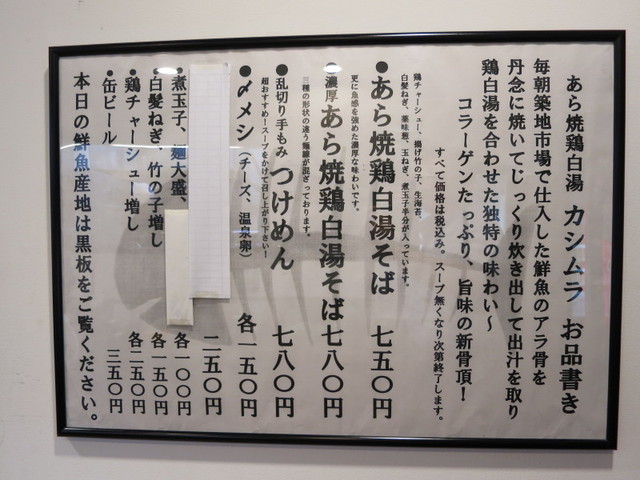 あら焼鶏白湯 カシムラ お品書き
毎朝築地市場で仕入した鮮魚のアラ骨を
丹念に焼いてじっくり炊き出して出汁を取り
鶏白湯を合わせた独特の味わい〜
コラーゲンたっぷり、旨味の新骨頂！
すべて価格は税込み。スープ無くなり次第終了します。
●あら焼鶏白湯そば 七五〇円
鶏チャーシュー、揚げ竹の子、生海苔、
白髪ねぎ、薬味葱、玉ねぎ、煮玉子半分が入っています。
●濃厚あら焼鶏白湯そば 七八〇円
更に魚感を強めた濃厚な味わいです。
●乱切り手もみ つけめん 七八〇円
三種の形状の違う麺線が混ざっております。
●〆メシ（チーズ、温泉卵） 各一五〇円
超おすすめ！スープをかけて召し上がり下さい！
二五〇円
●煮玉子、麺大盛、 各一〇〇円
白髪ねぎ、竹の子増し 各一五〇円
●鶏チャーシュー増し 各二五〇円
●缶ビール 三五〇円
本日の鮮魚産地は黒板をご覧ください。